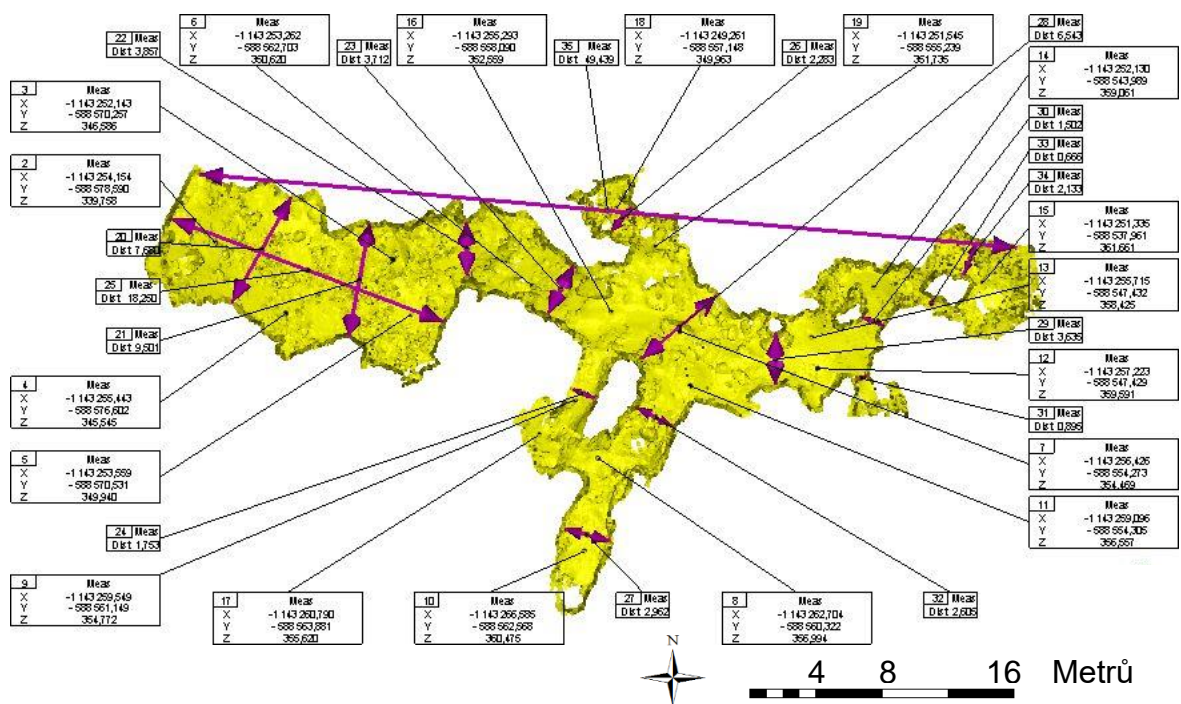 22 Meas
Dist 3,857
6 Meas
X -1 143 253,262
Y -588 562,703
Z 350,620
23 Meas
Dist 3,712
16 Meas
X -1 143 255,293
Y -588 558,090
Z 352,559
35 Meas
Dist 49,439
18 Meas
X -1 143 249,251
Y -588 557,148
Z 349,963
26 Meas
Dist 2,283
19 Meas
X -1 143 251,545
Y -588 555,239
Z 351,735
28 Meas
Dist 6,543
14 Meas
X -1 143 252,130
Y -588 543,989
Z 359,051
30 Meas
Dist 1,502
33 Meas
Dist 0,666
34 Meas
Dist 2,133
15 Meas
X -1 143 251,335
Y -588 537,961
Z 361,661
13 Meas
X -1 143 255,715
Y -588 547,432
Z 358,425
29 Meas
Dist 3,635
12 Meas
X -1 143 257,223
Y -588 547,429
Z 359,591
31 Meas
Dist 0,895
7 Meas
X -1 143 256,426
Y -588 554,273
Z 354,469
11 Meas
X -1 143 259,096
Y -588 554,305
Z 356,557
3 Meas
X -1 143 252,143
Y -588 570,257
Z 346,586
2 Meas
X -1 143 254,154
Y -588 578,590
Z 339,758
20 Meas
25 Meas
Dist 18,250
21 Meas
Dist 9,501
4 Meas
X -1 143 255,443
Y -588 576,602
Z 345,545
5 Meas
X -1 143 253,559
Y -588 570,531
Z 349,940
24 Meas
Dist 1,753
9 Meas
X -1 143 259,549
Y -588 561,149
Z 354,772
17 Meas
X -1 143 260,790
Y -588 563,881
Z 355,620
10 Meas
X -1 143 266,585
Y -588 562,568
Z 360,475
27 Meas
Dist 2,962
8 Meas
X -1 143 262,704
Y -588 560,322
Z 356,994
32 Meas
Dist 2,605
N
4 8 16 Metrů